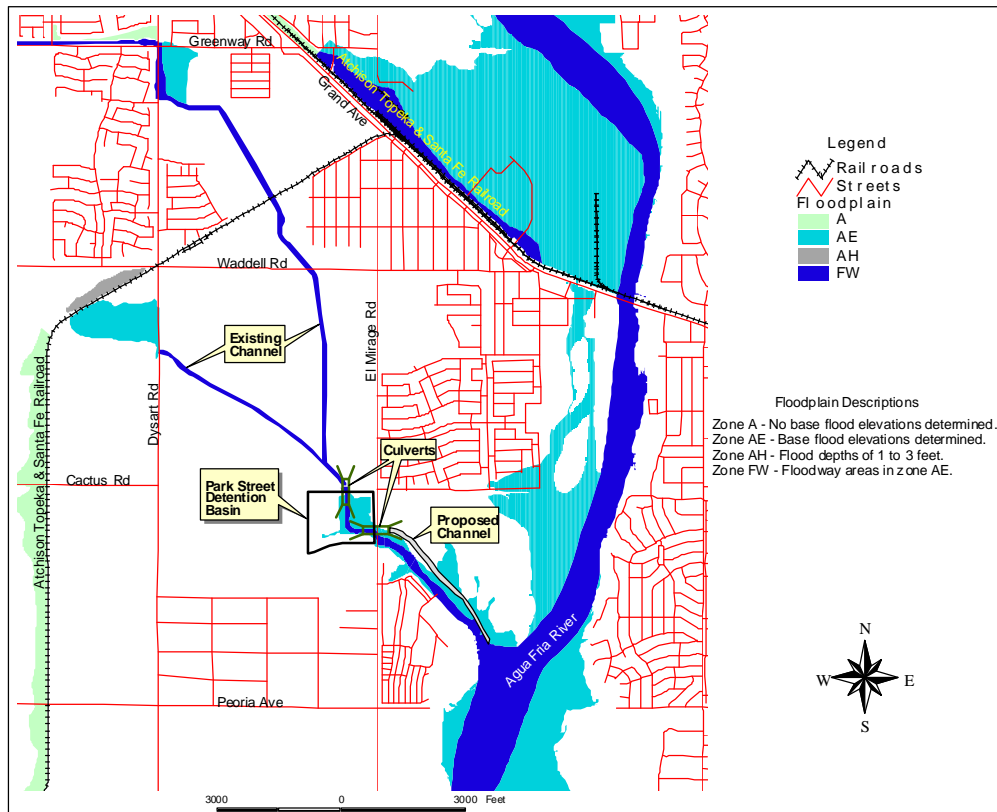 Greenway Rd
Atchison Topeka & Santa Fe Railroad
Grand Ave
Waddell Rd
Existing
Channel
El Mirage Rd
Atchison Topeka & Santa Fe. Railroad
Dysart Rd
Culverts
Cactus Rd
Park Street
Detention
Basin
Proposed
Channel
Agua Fria River
Peoria Ave
3000 0 3000 Feet
Legend
Railroads
Streets
Floodplain
A
AE
AH
FW
Floodplain Descriptions
Zone A - No base flood elevations determined.
Zone AE - Base flood elevations determined.
Zone AH - Flood depths of 1 to 3 feet.
Zone FW - Floodway areas in zone AE.
N
W E
S